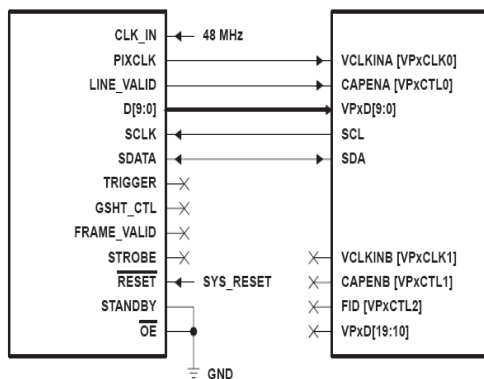 CLK_IN 48 MHz
PIXCLK VCLKINA [VPxCLK0]
LINE_VALID CAPENA [VPxCTL0]
D[9:0] VPxD[9:0]
SCLK SCL
SDATA SDA
TRIGGER
GSHT_CTL
FRAME_VALID
STROBE VCLKINB [VPxCLK1]
RESET SYS_RESET CAPENB [VPxCTL1]
STANDBY FID [VPxCTL2]
OE VPxD[19:10]
GND